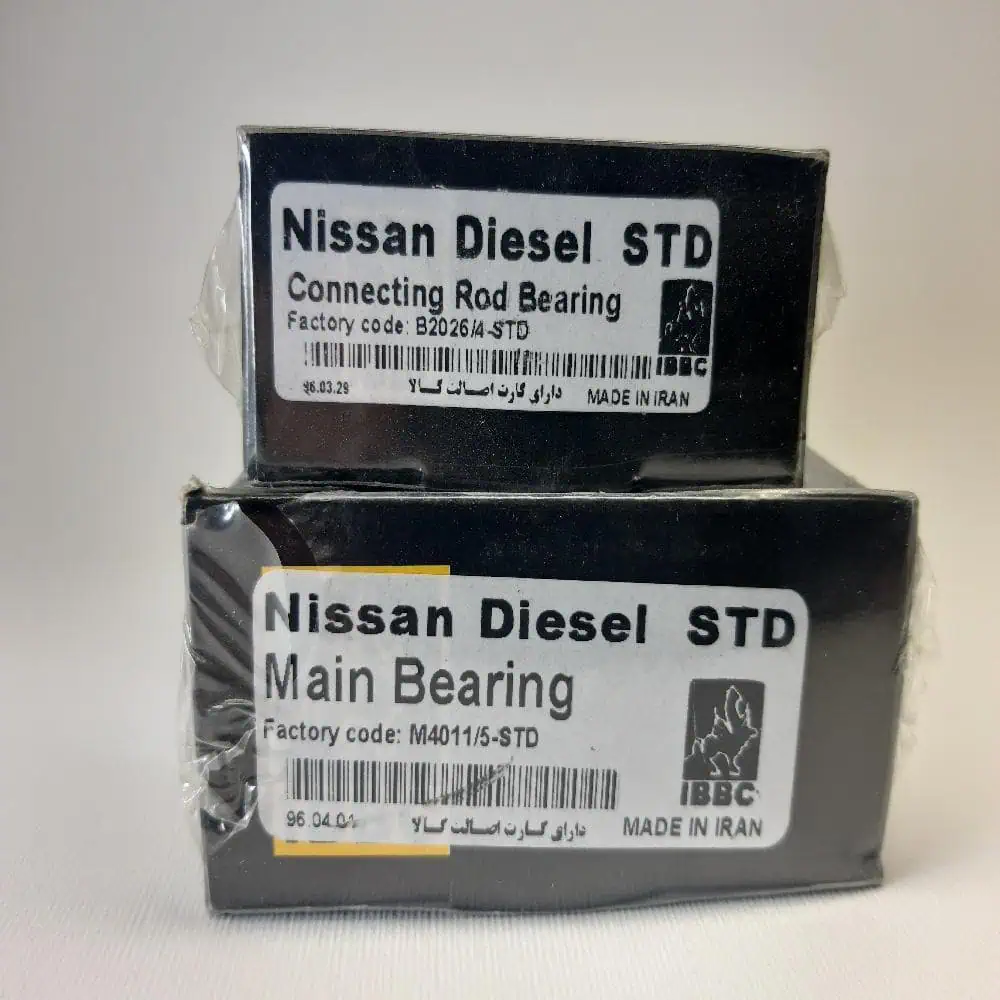 Nissan Diesel STD
Connecting Rod Bearing
Factory code: B2026/4-STD
IBBC
96.03.29 دارای کارت اصالت کالا MADE IN IRAN
Nissan Diesel STD
Main Bearing
Factory code: M4011/5-STD
IBBC
96.04.01 دارای کارت اصالت کالا MADE IN IRAN